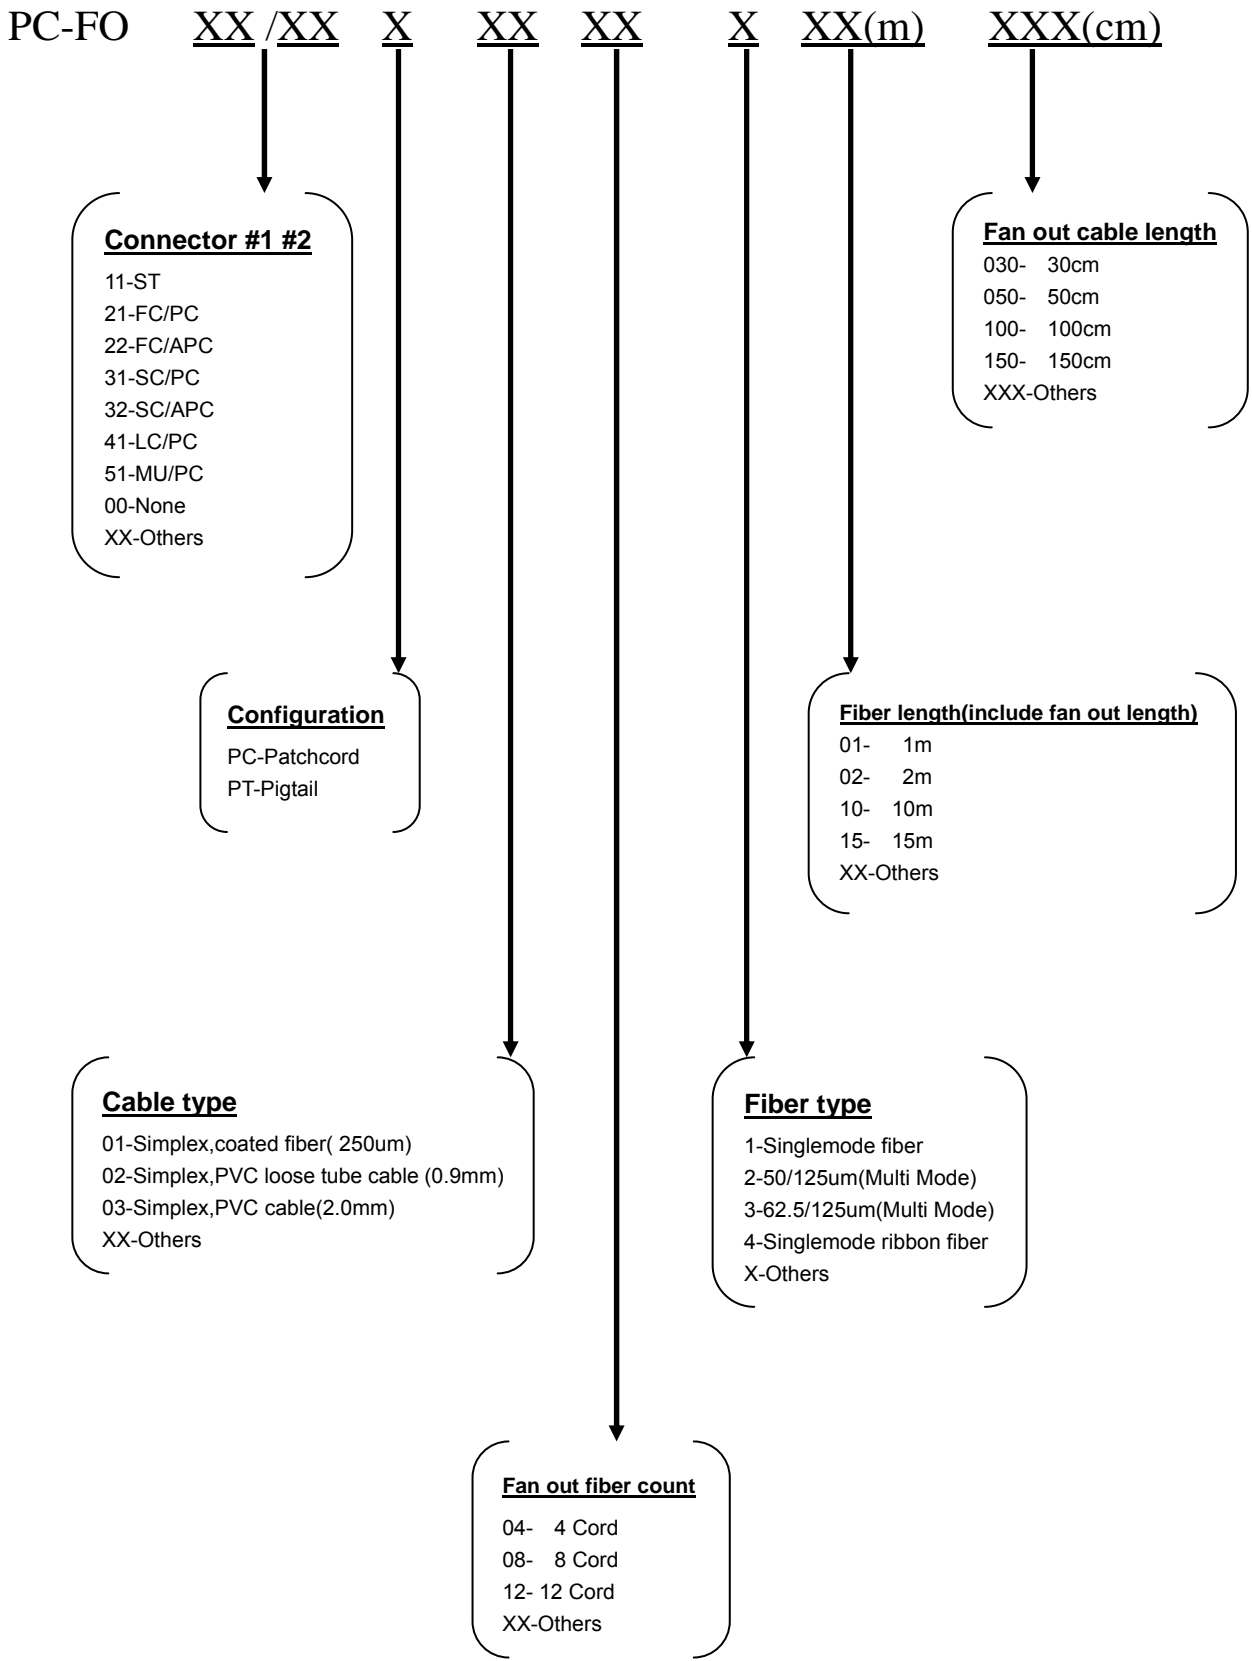 PC-FO XX /XX X XX XX X XX(m) XXX(cm)
Connector #1 #2
11-ST
21-FC/PC
22-FC/APC
31-SC/PC
32-SC/APC
41-LC/PC
51-MU/PC
00-None
XX-Others
Fan out cable length
030- 30cm
050- 50cm
100- 100cm
150- 150cm
XXX-Others
Configuration
PC-Patchcord
PT-Pigtail
Fiber length(include fan out length)
01- 1m
02- 2m
10- 10m
15- 15m
XX-Others
Cable type
01-Simplex,coated fiber( 250um)
02-Simplex,PVC loose tube cable (0.9mm)
03-Simplex,PVC cable(2.0mm)
XX-Others
Fiber type
1-Singlemode fiber
2-50/125um(Multi Mode)
3-62.5/125um(Multi Mode)
4-Singlemode ribbon fiber
X-Others
Fan out fiber count
04- 4 Cord
08- 8 Cord
12- 12 Cord
XX-Others